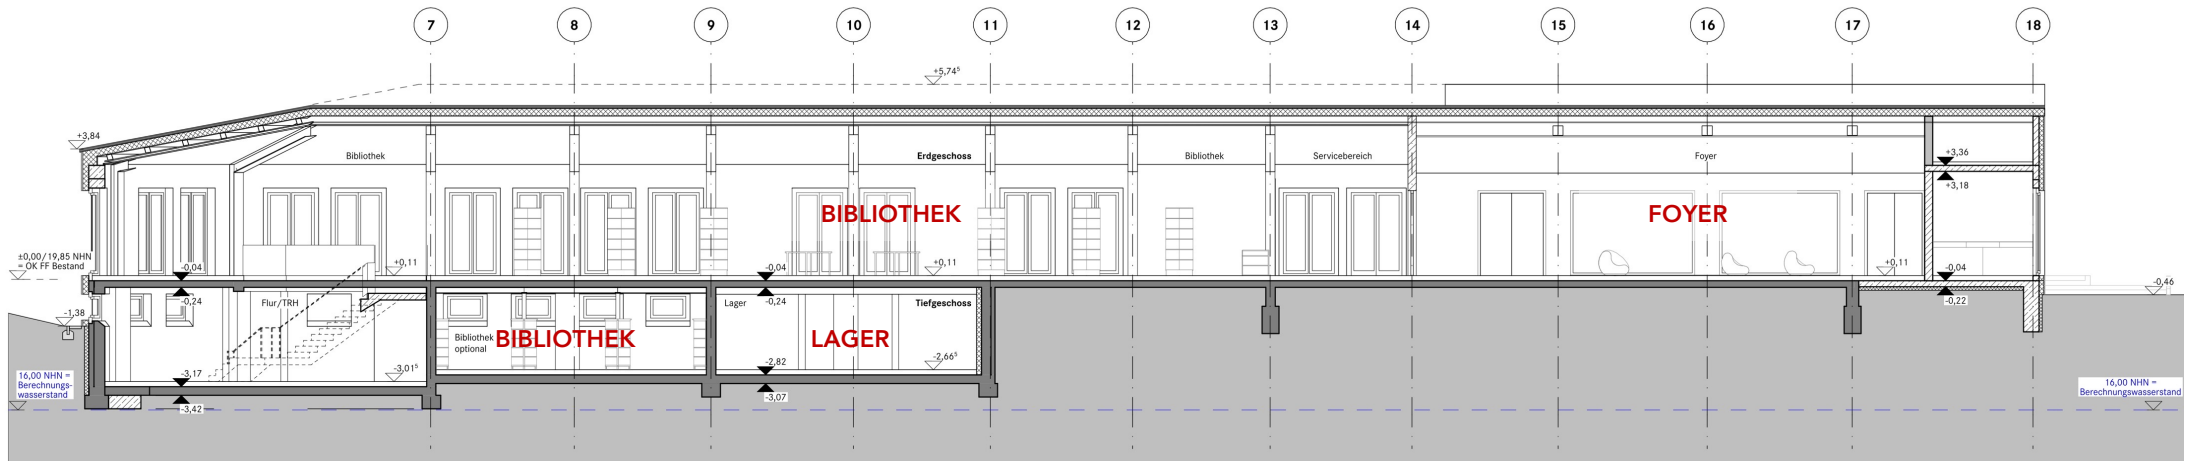 7 8 9 10 11 12 13 14 15 16 17 18
+5,74⁵
+3,84
Bibliothek
Erdgeschoss
Bibliothek
Servicebereich
Foyer
+3,36
+3,18
BIBLIOTHEK
FOYER
±0,00/19,85 NHN
= OK FF Bestand
-0,04
+0,11
-0,04
+0,11
+0,11
-0,04
-0,24
-0,24
-0,22
-0,46
Flur/TRH
Lager
Tiefgeschoss
-1,38
Bibliothek
optional
BIBLIOTHEK
LAGER
-3,17
-3,01⁵
-2,82
-2,66⁵
-3,42
-3,07
16,00 NHN =
Berechnungs-
wasserstand
16,00 NHN =
Berechnungswasserstand